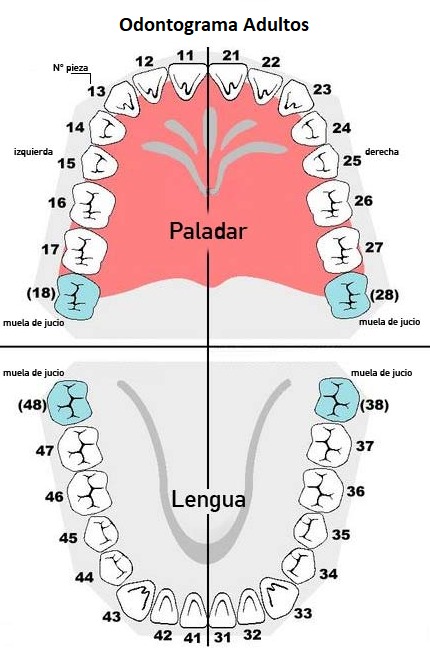 Odontograma Adultos
11 21
12 22
Nº pieza
13 23
14 24
izquierda derecha
15 25
16 26
Paladar
17 27
(18) (28)
muela de jucio muela de jucio
muela de jucio muela de jucio
(48) (38)
47 37
46 36
Lengua
45 35
44 34
43 33
42 41 31 32